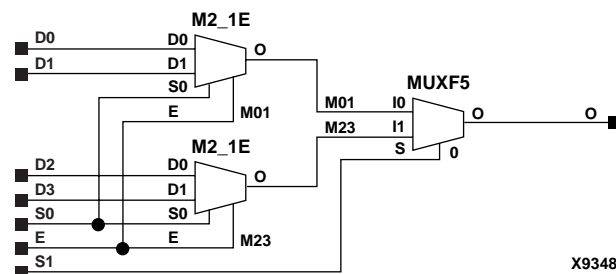 M2_1E
D0 D0 O
D1 D1
S0
MUXF5
E M01 M01 I0 O O
M23 I1
M2_1E S 0
D2 D0 O
D3 D1
S0 S0
E E M23
S1
X9348